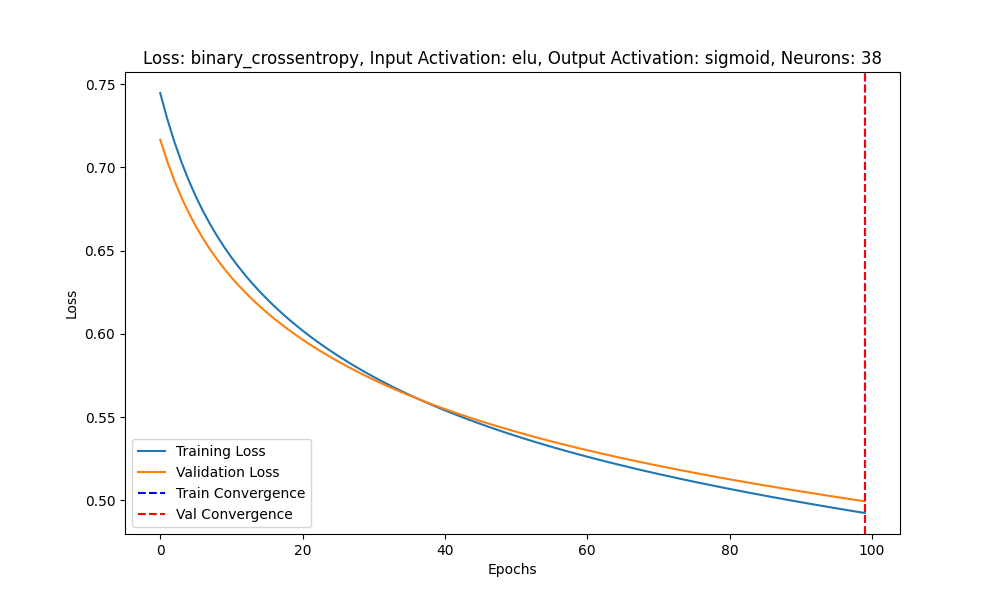 Loss: binary_crossentropy, Input Activation: elu, Output Activation: sigmoid, Neurons: 38
0.75
0.70
0.65
0.60
0.55
0.50
Loss
Training Loss
Validation Loss
Train Convergence
Val Convergence
0 20 40 60 80 100
Epochs